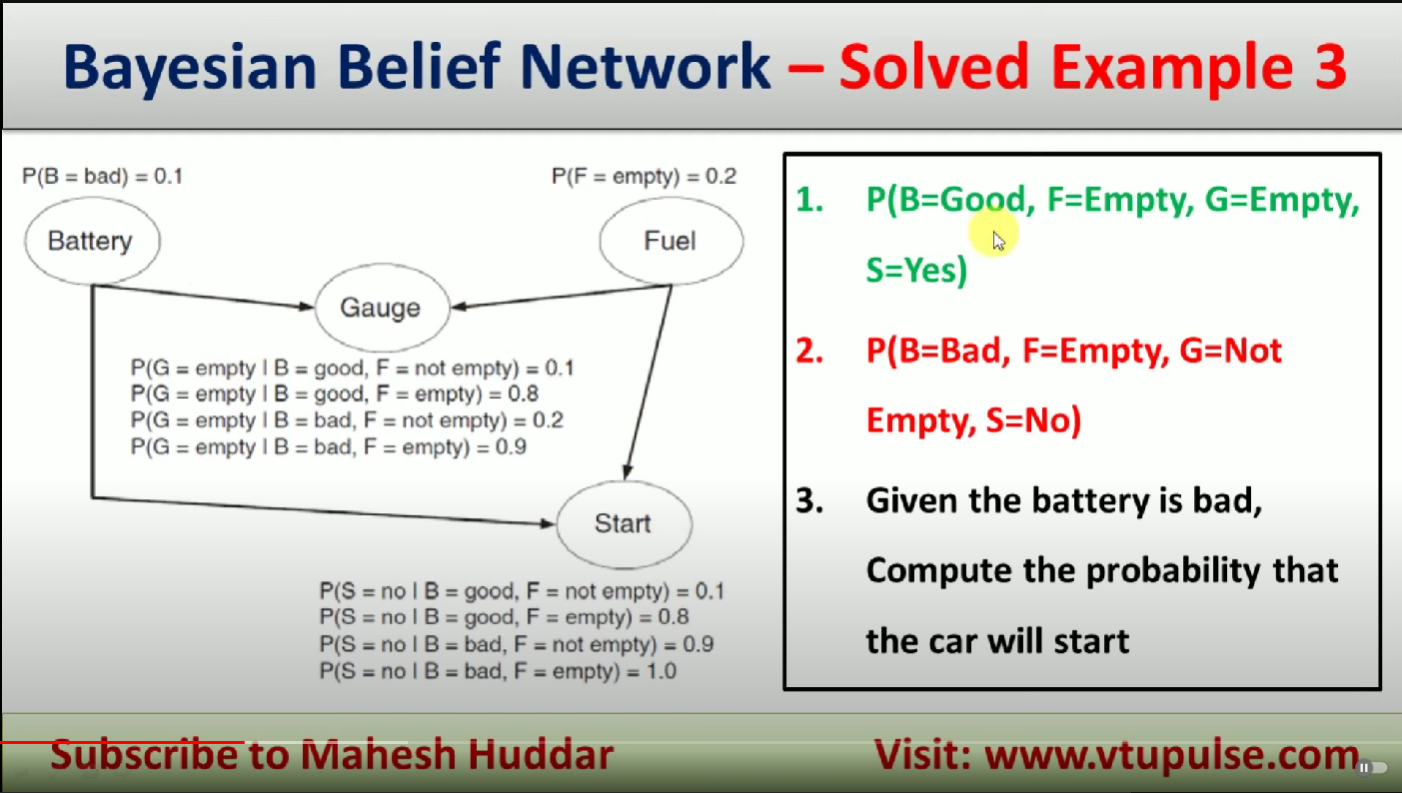 Bayesian Belief Network – Solved Example 3
P(B = bad) = 0.1
P(F = empty) = 0.2
Battery
Fuel
Gauge
P(G = empty | B = good, F = not empty) = 0.1
P(G = empty | B = good, F = empty) = 0.8
P(G = empty | B = bad, F = not empty) = 0.2
P(G = empty | B = bad, F = empty) = 0.9
Start
P(S = no | B = good, F = not empty) = 0.1
P(S = no | B = good, F = empty) = 0.8
P(S = no | B = bad, F = not empty) = 0.9
P(S = no | B = bad, F = empty) = 1.0
1. P(B=Good, F=Empty, G=Empty,
S=Yes)
2. P(B=Bad, F=Empty, G=Not
Empty, S=No)
3. Given the battery is bad,
Compute the probability that
the car will start
Subscribe to Mahesh Huddar
Visit: www.vtupulse.com